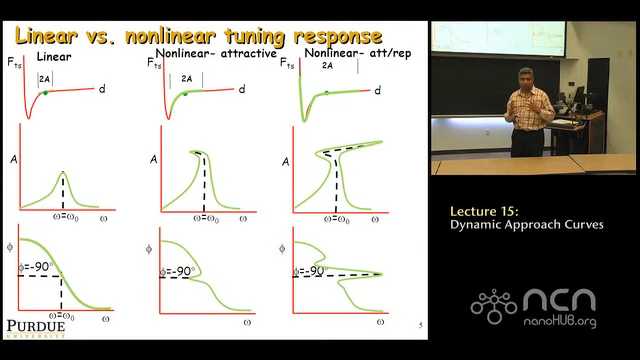 Linear vs. nonlinear tuning response
Linear
Nonlinear- attractive
Nonlinear- att/rep
Fts
2A
d
Fts
2A
d
Fts
2A
d
A
ω=ω0
ω
A
ω=ω0
ω
A
ω=ω0
ω
ϕ
ϕ=-90°
ω=ω0
ω
ϕ
ϕ=-90°
ω
ϕ
ϕ=-90°
ω
PURDUE
UNIVERSITY
5
Lecture 15:
Dynamic Approach Curves
ncn
nanoHUB.org